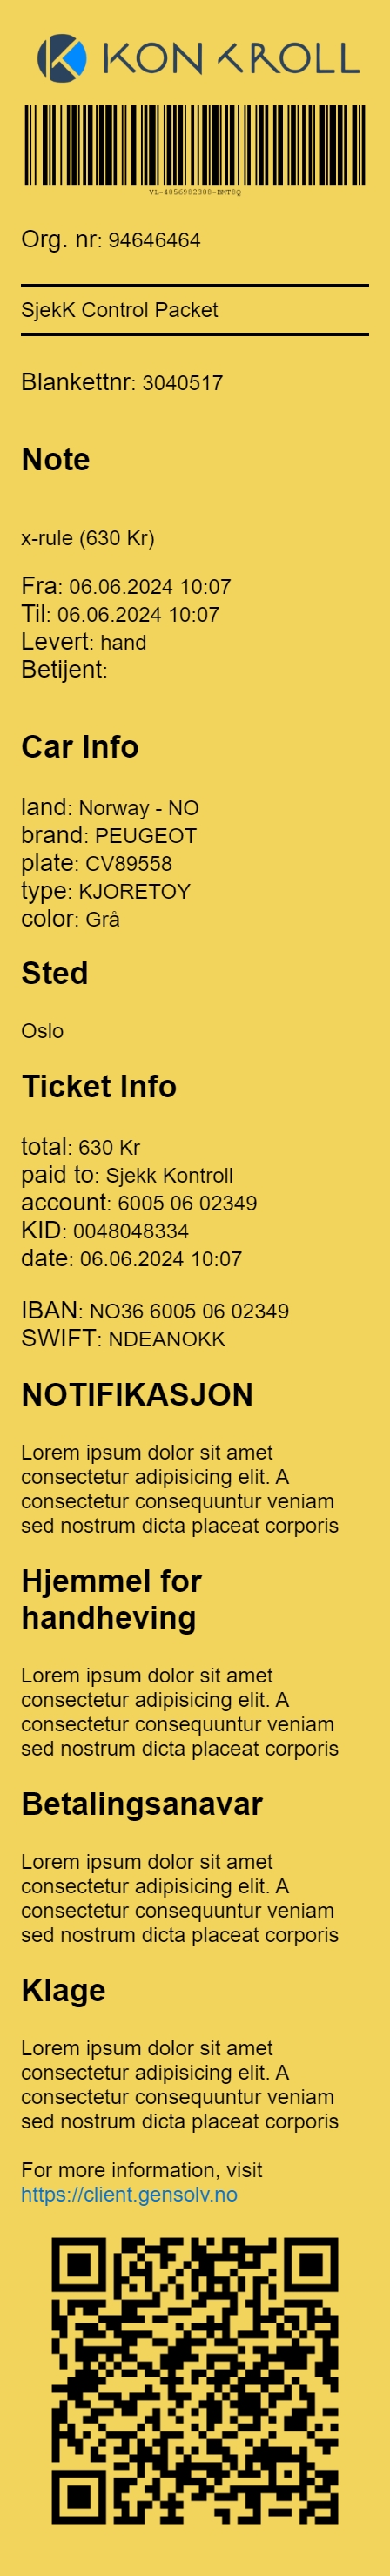 KONTROLL
VL-4056982308-BMT8Q
Org. nr: 94646464
SjekK Control Packet
Blankettnr: 3040517
Note
x-rule (630 Kr)
Fra: 06.06.2024 10:07
Til: 06.06.2024 10:07
Levert: hand
Betijent:
Car Info
land: Norway - NO
brand: PEUGEOT
plate: CV89558
type: KJORETOY
color: Grå
Sted
Oslo
Ticket Info
total: 630 Kr
paid to: Sjekk Kontroll
account: 6005 06 02349
KID: 0048048334
date: 06.06.2024 10:07
IBAN: NO36 6005 06 02349
SWIFT: NDEANOKK
NOTIFIKASJON
Lorem ipsum dolor sit amet
consectetur adipisicing elit. A
consectetur consequuntur veniam
sed nostrum dicta placeat corporis
Hjemmel for
handheving
Lorem ipsum dolor sit amet
consectetur adipisicing elit. A
consectetur consequuntur veniam
sed nostrum dicta placeat corporis
Betalingsanavar
Lorem ipsum dolor sit amet
consectetur adipisicing elit. A
consectetur consequuntur veniam
sed nostrum dicta placeat corporis
Klage
Lorem ipsum dolor sit amet
consectetur adipisicing elit. A
consectetur consequuntur veniam
sed nostrum dicta placeat corporis
For more information, visit
https://client.gensolv.no